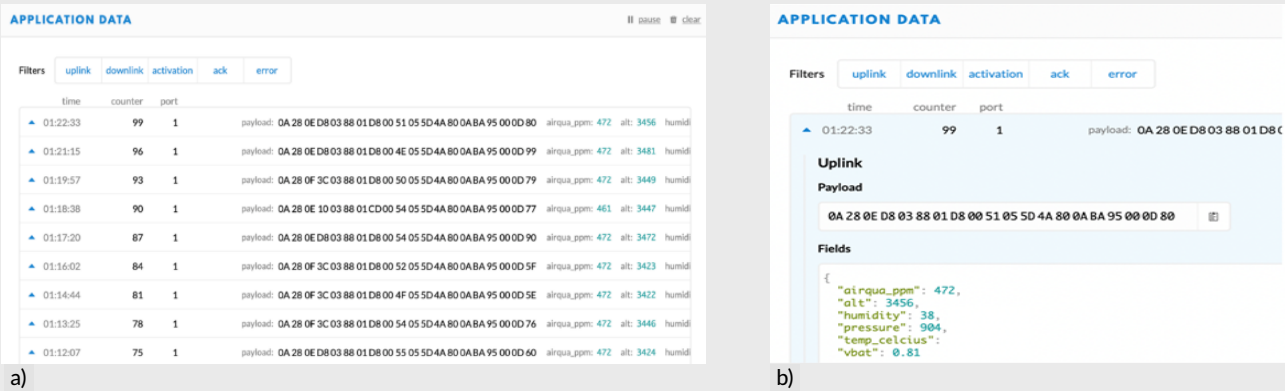 APPLICATION DATA
pause clear
Filters uplink downlink activation ack error
time counter port
01:22:33 99 1 payload: 0A 28 0E D8 03 88 01 D8 00 51 05 5D 4A 80 0A BA 95 00 0D 80 airqua_ppm: 472 alt: 3456 humidi
01:21:15 96 1 payload: 0A 28 0E D8 03 88 01 D8 00 4E 05 5D 4A 80 0A BA 95 00 0D 99 airqua_ppm: 472 alt: 3481 humidi
01:19:57 93 1 payload: 0A 28 0F 3C 03 88 01 D8 00 50 05 5D 4A 80 0A BA 95 00 0D 79 airqua_ppm: 472 alt: 3449 humidi
01:18:38 90 1 payload: 0A 28 0E 10 03 88 01 CD 00 54 05 5D 4A 80 0A BA 95 00 0D 77 airqua_ppm: 461 alt: 3447 humidi
01:17:20 87 1 payload: 0A 28 0E D8 03 88 01 D8 00 54 05 5D 4A 80 0A BA 95 00 0D 90 airqua_ppm: 472 alt: 3472 humidi
01:16:02 84 1 payload: 0A 28 0F 3C 03 88 01 D8 00 52 05 5D 4A 80 0A BA 95 00 0D 5F airqua_ppm: 472 alt: 3423 humidi
01:14:44 81 1 payload: 0A 28 0F 3C 03 88 01 D8 00 4F 05 5D 4A 80 0A BA 95 00 0D 5E airqua_ppm: 472 alt: 3422 humidi
01:13:25 78 1 payload: 0A 28 0F 3C 03 88 01 D8 00 54 05 5D 4A 80 0A BA 95 00 0D 76 airqua_ppm: 472 alt: 3446 humidi
01:12:07 75 1 payload: 0A 28 0E D8 03 88 01 D8 00 55 05 5D 4A 80 0A BA 95 00 0D 60 airqua_ppm: 472 alt: 3424 humidi
a)
APPLICATION DATA
Filters uplink downlink activation ack error
time counter port
01:22:33 99 1 payload: 0A 28 0E D8 03 88 01 D8
Uplink
Payload
0A 28 0E D8 03 88 01 D8 00 51 05 5D 4A 80 0A BA 95 00 0D 80
Fields
{
"airqua_ppm": 472,
"alt": 3456,
"humidity": 38,
"pressure": 904,
"temp_celcius":
"vbat": 0.81
b)